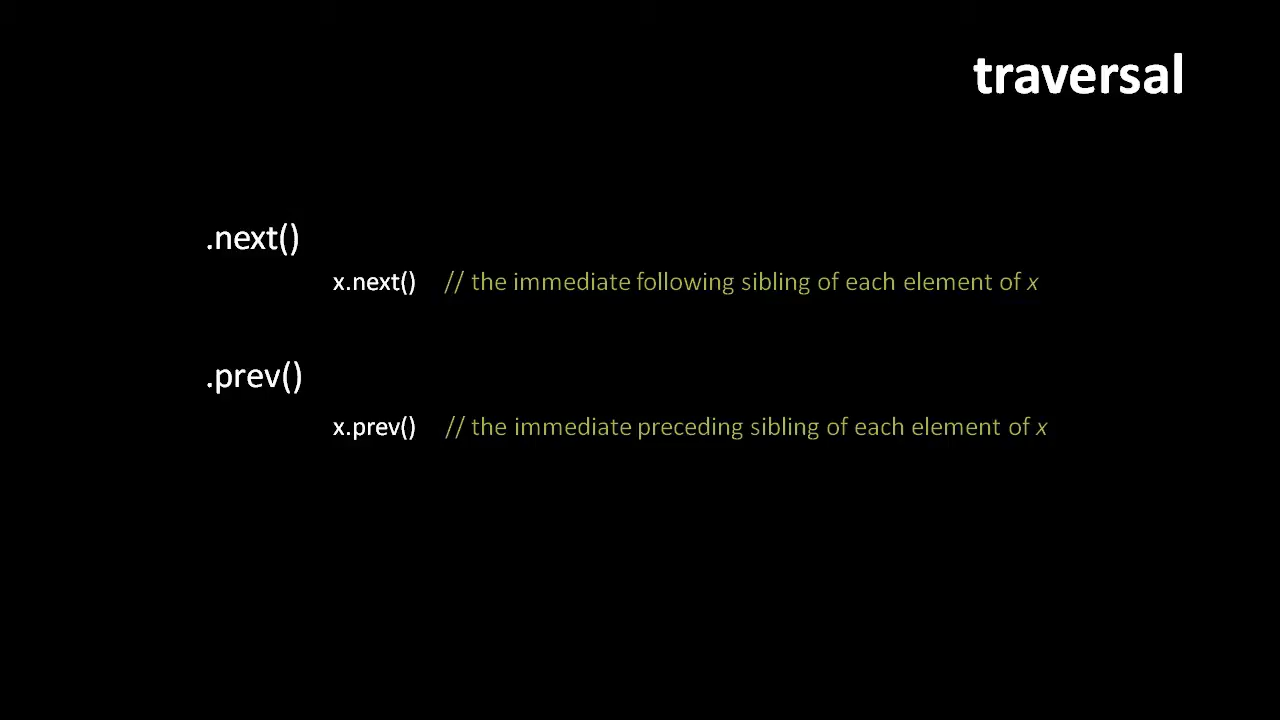 traversal
.next()
x.next() // the immediate following sibling of each element of x
.prev()
x.prev() // the immediate preceding sibling of each element of x